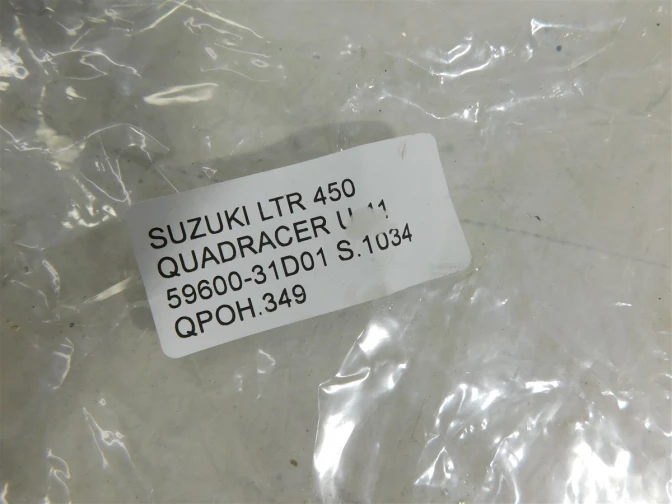 SUZUKI LTR 450
QUADRACER
59600-31D01 S.1034
QPOH.349